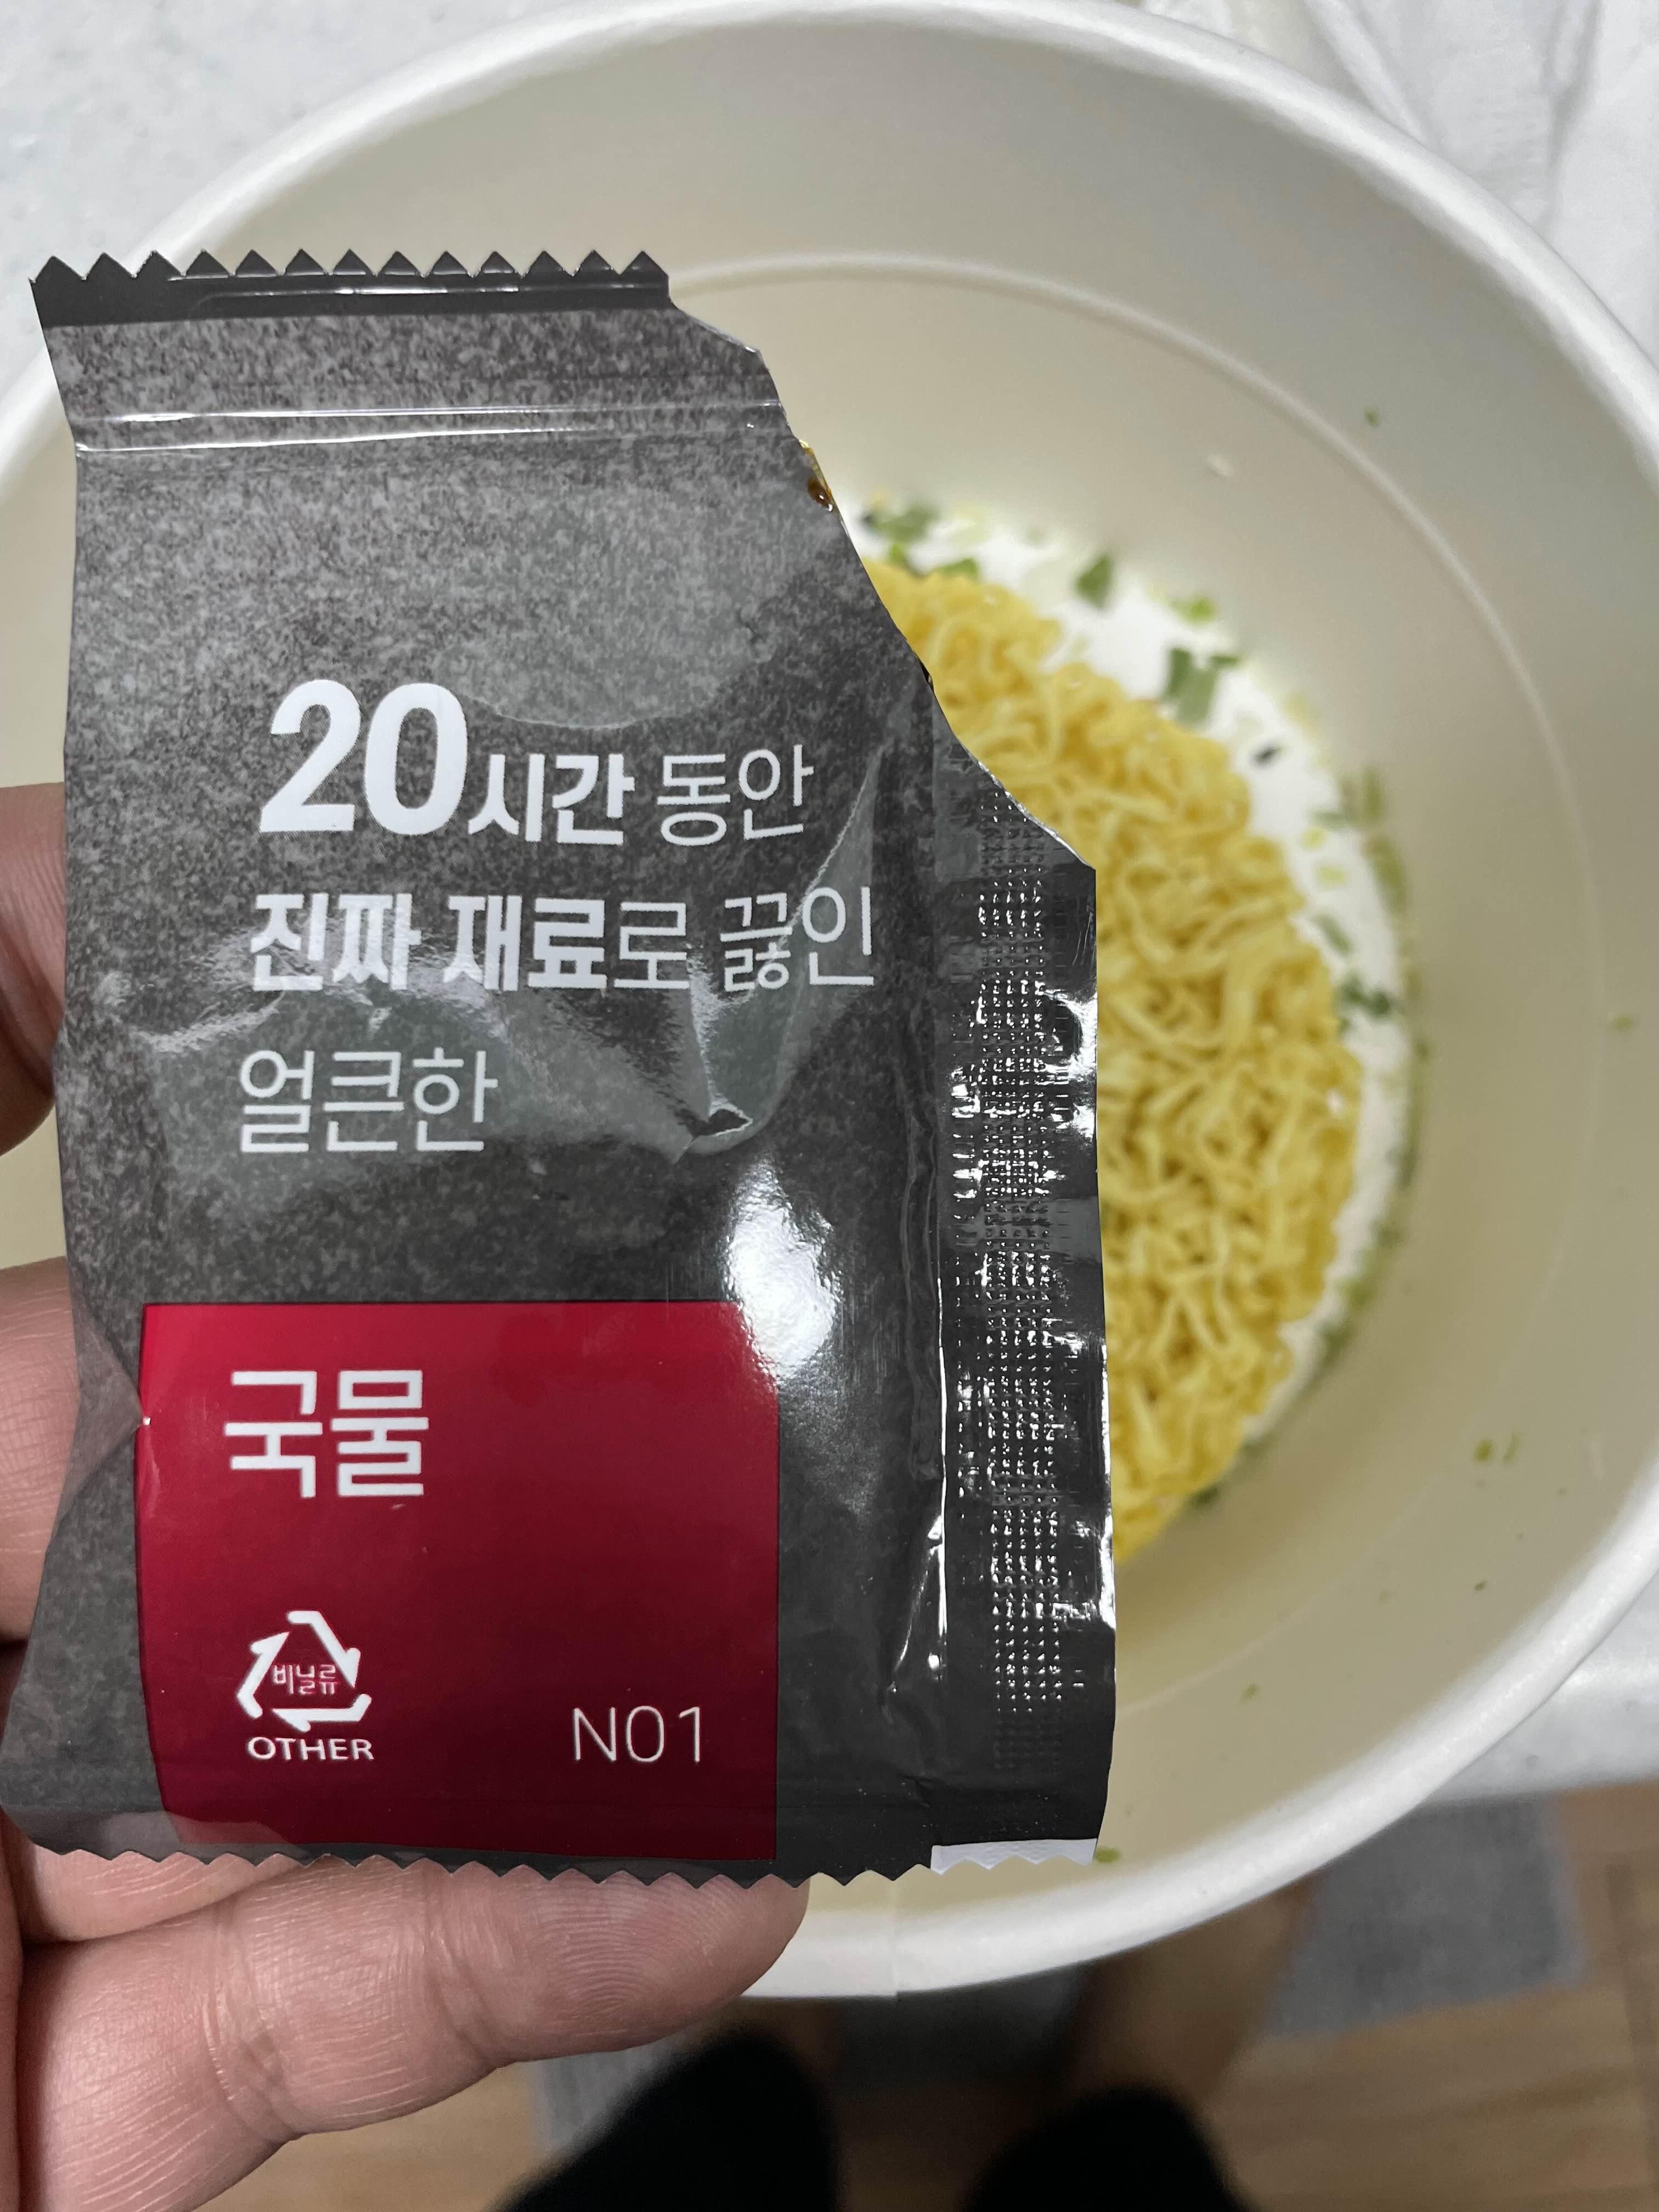 20시간 동안
진짜 재료로 끓인
얼큰한
국물
비닐류
OTHER
N01